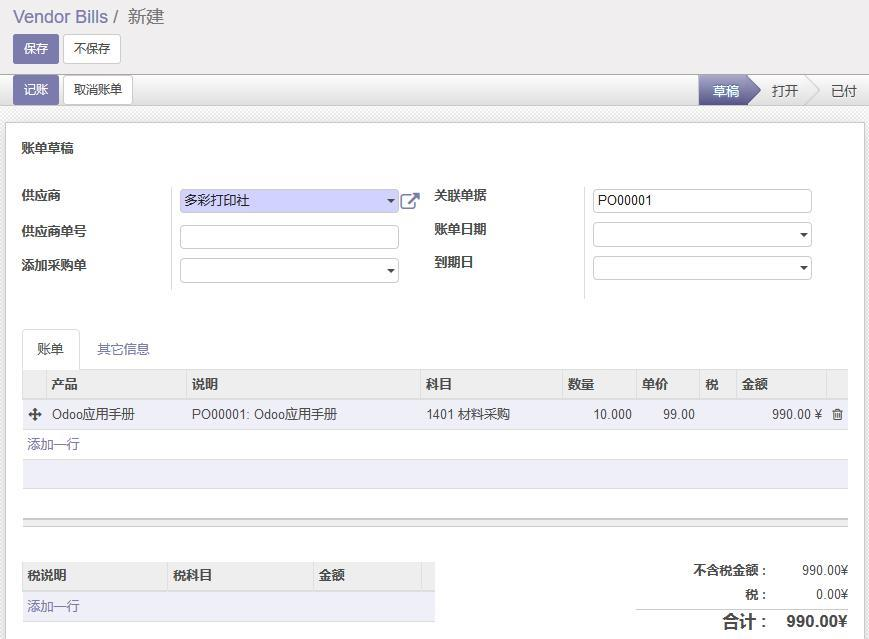 Vendor Bills / 新建
保存 不保存
记账 取消账单 草稿 打开 已付
账单草稿
供应商 多彩打印社 关联单据 PO00001
供应商单号 账单日期
添加采购单 到期日
账单 其它信息
产品 说明 科目 数量 单价 税 金额
Odoo应用手册 PO00001: Odoo应用手册 1401 材料采购 10.000 99.00 990.00 ¥
添加一行
税说明 税科目 金额
添加一行
不含税金额 : 990.00¥
税 : 0.00¥
合计 : 990.00¥